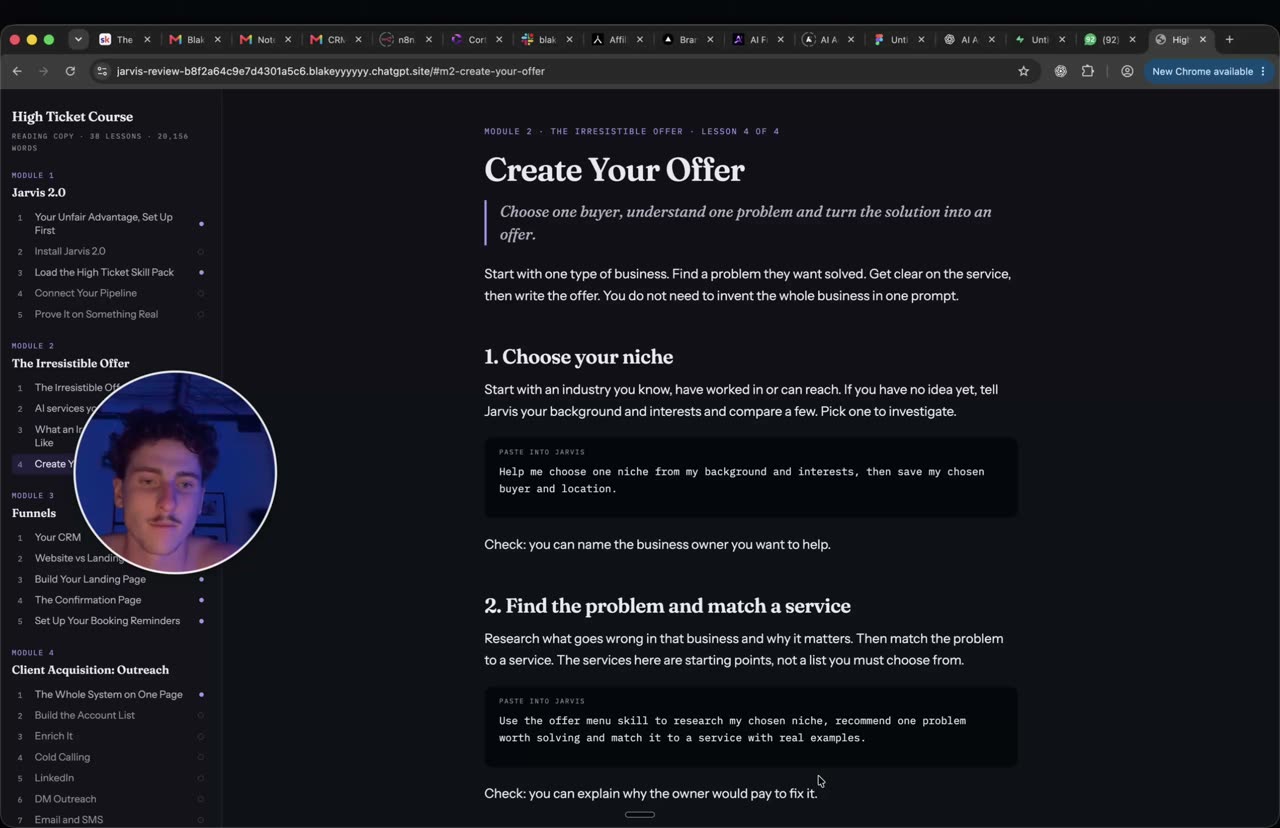 The
Blak
Note
CRM
n8n.
Cor
blak
Affil
Brar
AI F
AI A
Unti
AI A
Unti
(92)
Higl
jarvis-review-b8f2a64c9e7d4301a5c6.blakeyyyyy.chatgpt.site/#m2-create-your-offer
New Chrome available
High Ticket Course
READING COPY · 38 LESSONS · 20,156
WORDS
MODULE 1
Jarvis 2.0
1 Your Unfair Advantage, Set Up
First
2 Install Jarvis 2.0
3 Load the High Ticket Skill Pack
4 Connect Your Pipeline
5 Prove It on Something Real
MODULE 2
The Irresistible Offer
1 The Irresistible Off
2 AI services yo
3 What an Ir
Like
4 Create Y
MODULE 3
Funnels
1 Your CRM
2 Website vs Landing
3 Build Your Landing Page
4 The Confirmation Page
5 Set Up Your Booking Reminders
MODULE 4
Client Acquisition: Outreach
1 The Whole System on One Page
2 Build the Account List
3 Enrich It
4 Cold Calling
5 LinkedIn
6 DM Outreach
7 Email and SMS
MODULE 2 · THE IRRESISTIBLE OFFER · LESSON 4 OF 4
Create Your Offer
Choose one buyer, understand one problem and turn the solution into an
offer.
Start with one type of business. Find a problem they want solved. Get clear on the service,
then write the offer. You do not need to invent the whole business in one prompt.
1. Choose your niche
Start with an industry you know, have worked in or can reach. If you have no idea yet, tell
Jarvis your background and interests and compare a few. Pick one to investigate.
PASTE INTO JARVIS
Help me choose one niche from my background and interests, then save my chosen
buyer and location.
Check: you can name the business owner you want to help.
2. Find the problem and match a service
Research what goes wrong in that business and why it matters. Then match the problem
to a service. The services here are starting points, not a list you must choose from.
PASTE INTO JARVIS
Use the offer menu skill to research my chosen niche, recommend one problem
worth solving and match it to a service with real examples.
Check: you can explain why the owner would pay to fix it.